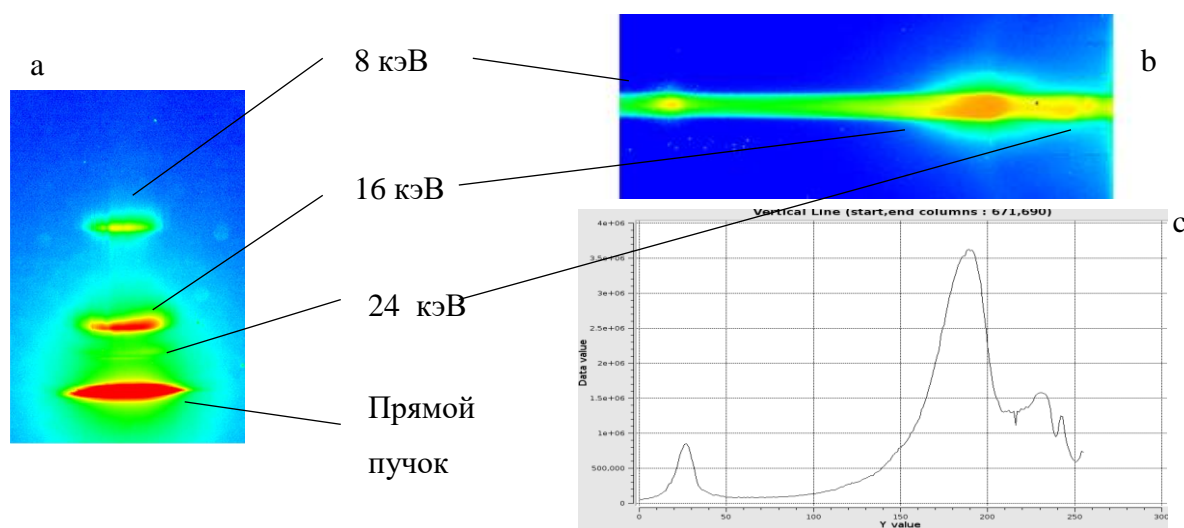 a
8 кэВ
b
16 кэВ
24 кэВ
Прямой
пучок
c
Vertical Line (start,end columns : 671,690)
Data value
4e+06
3.5e+06
3e+06
2.5e+06
2e+06
1.5e+06
1e+06
500,000
0
0 50 100 150 200 250 300
Y value